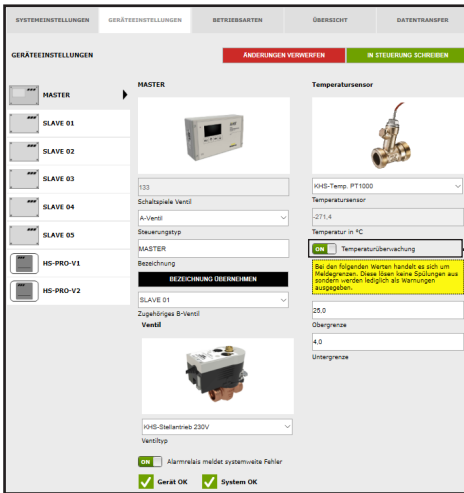 SYSTEMEINSTELLUNGEN GERÄTEEINSTELLUNGEN BETRIEBSARTEN ÜBERSICHT DATENTRANSFER
GERÄTEEINSTELLUNGEN
ÄNDERUNGEN VERWERFEN IN STEUERUNG SCHREIBEN
MASTER
SLAVE 01
SLAVE 02
SLAVE 03
SLAVE 04
SLAVE 05
HS-PRO-V1
HS-PRO-V2
MASTER
133
Schaltspiele Ventil
A-Ventil
Steuerungstyp
MASTER
Bezeichnung
BEZEICHNUNG ÜBERNEHMEN
SLAVE 01
Zugehöriges B-Ventil
Ventil
KHS-Stellantrieb 230V
Ventiltyp
ON Alarmrelais meldet systemweite Fehler
Gerät OK System OK
Temperatursensor
KHS-Temp. PT1000
Temperatursensor
-271,4
Temperatur in °C
ON Temperaturüberwachung
Bei den folgenden Werten handelt es sich um
Meldegrenzen. Diese lösen keine Spülungen aus
sondern werden lediglich als Warnungen
ausgegeben.
25,0
Obergrenze
4,0
Untergrenze